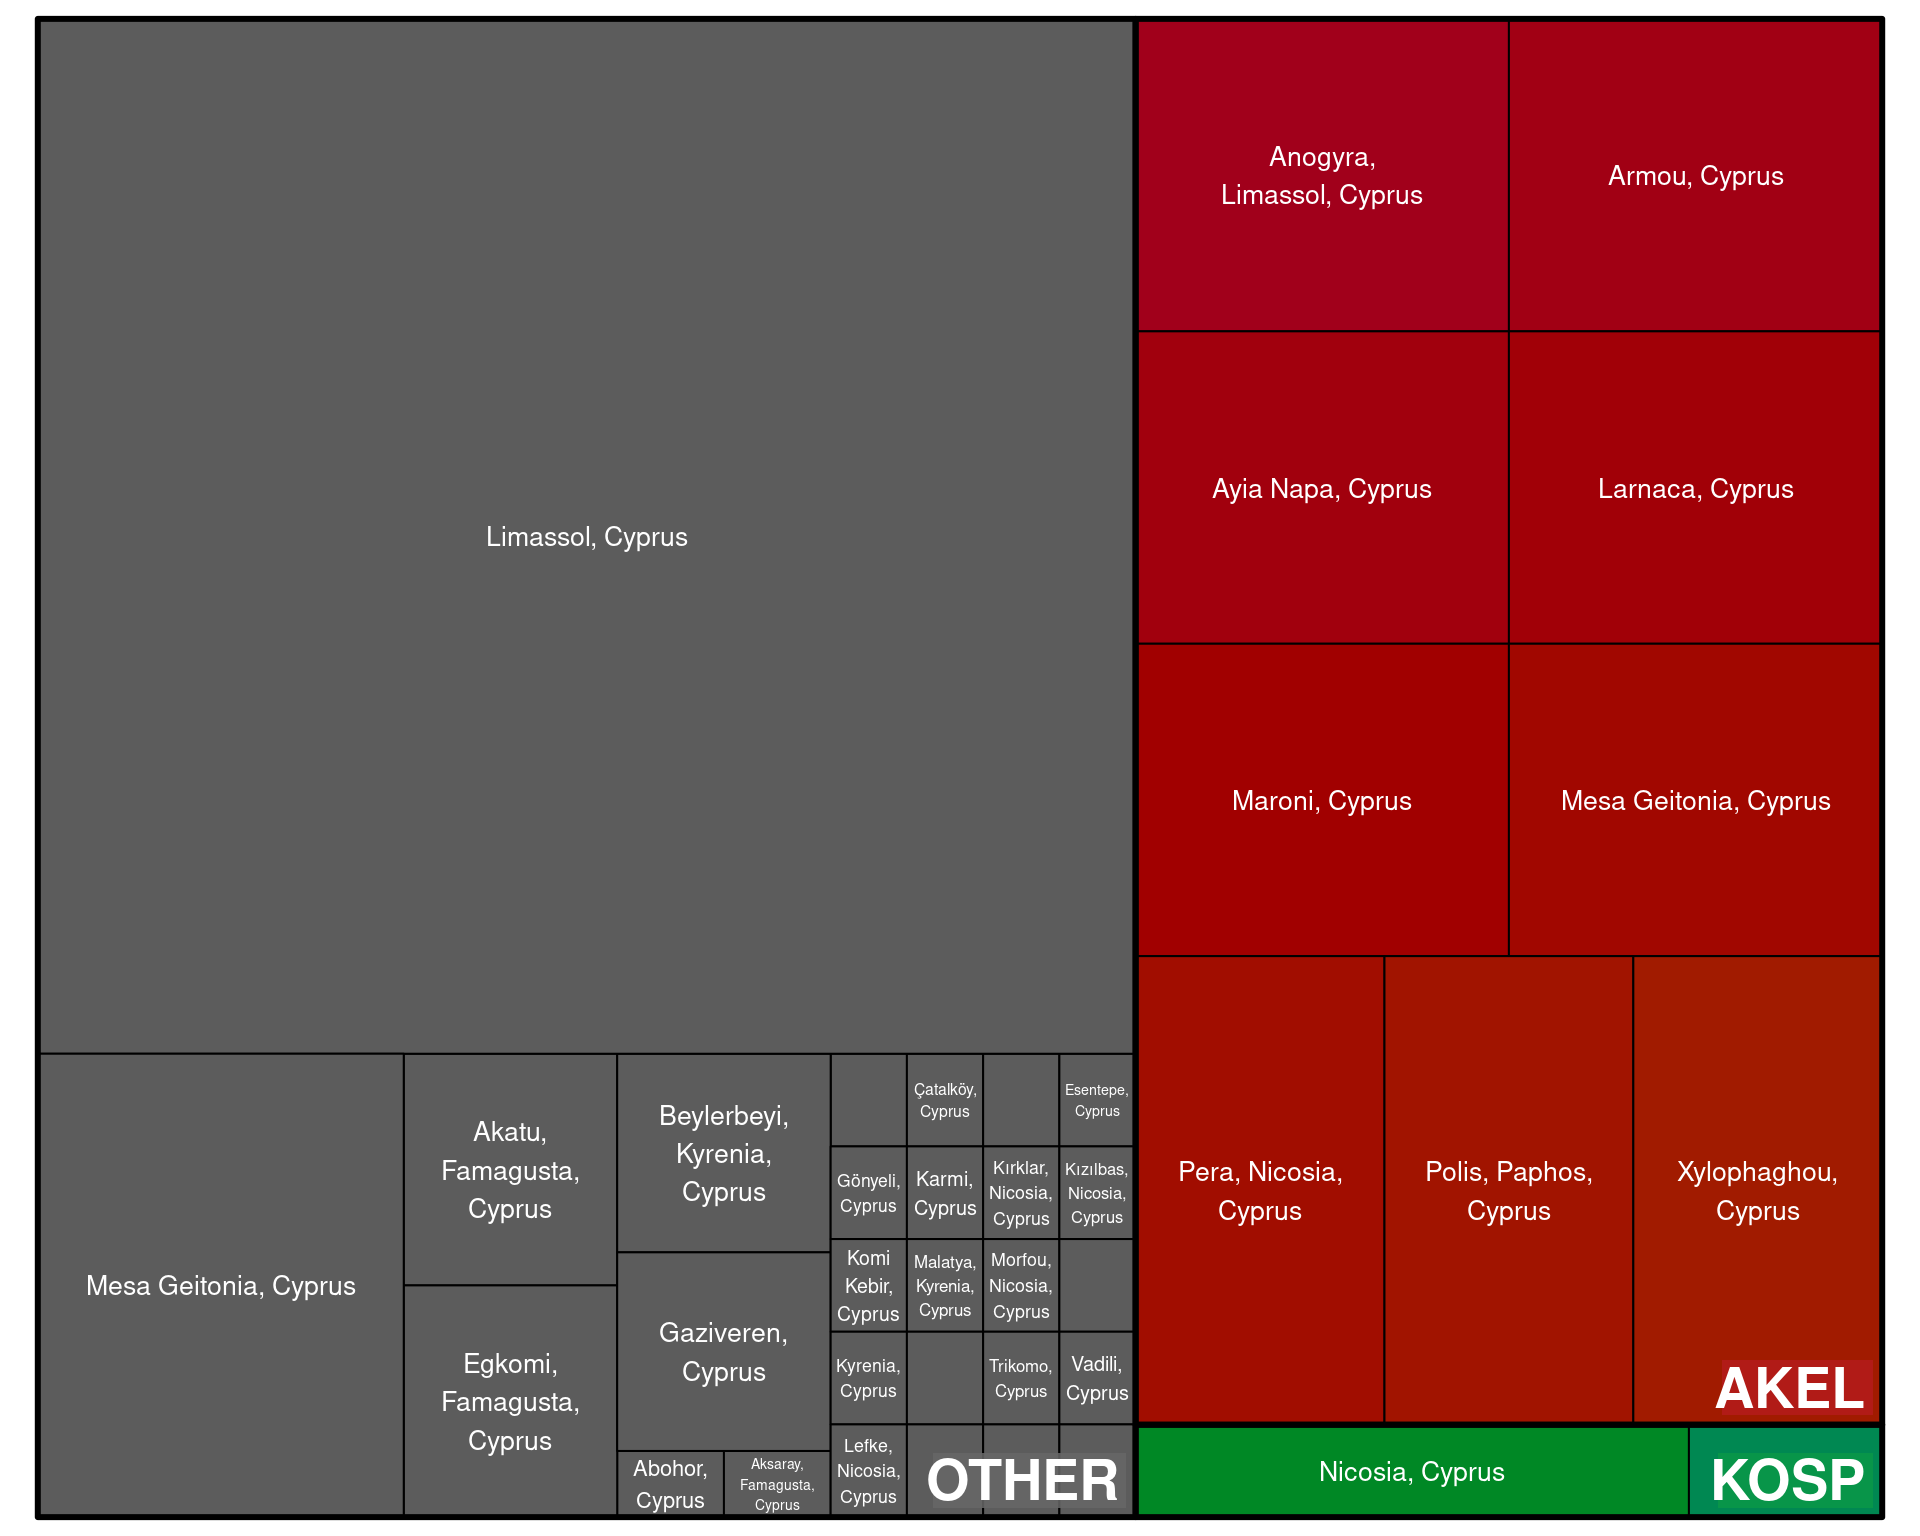 Limassol, Cyprus
Mesa Geitonia, Cyprus
Akatu,
Famagusta,
Cyprus
Egkomi,
Famagusta,
Cyprus
Beylerbeyi,
Kyrenia,
Cyprus
Gaziveren,
Cyprus
Abohor,
Cyprus
Aksaray,
Famagusta,
Cyprus
Çatalköy,
Cyprus
Esentepe,
Cyprus
Gönyeli,
Cyprus
Karmi,
Cyprus
Kırklar,
Nicosia,
Cyprus
Kızılbas,
Nicosia,
Cyprus
Komi
Kebir,
Cyprus
Malatya,
Kyrenia,
Cyprus
Morfou,
Nicosia,
Cyprus
Kyrenia,
Cyprus
Trikomo,
Cyprus
Vadili,
Cyprus
Lefke,
Nicosia,
Cyprus
OTHER
Anogyra,
Limassol, Cyprus
Armou, Cyprus
Ayia Napa, Cyprus
Larnaca, Cyprus
Maroni, Cyprus
Mesa Geitonia, Cyprus
Pera, Nicosia,
Cyprus
Polis, Paphos,
Cyprus
Xylophaghou,
Cyprus
AKEL
Nicosia, Cyprus
KOSP